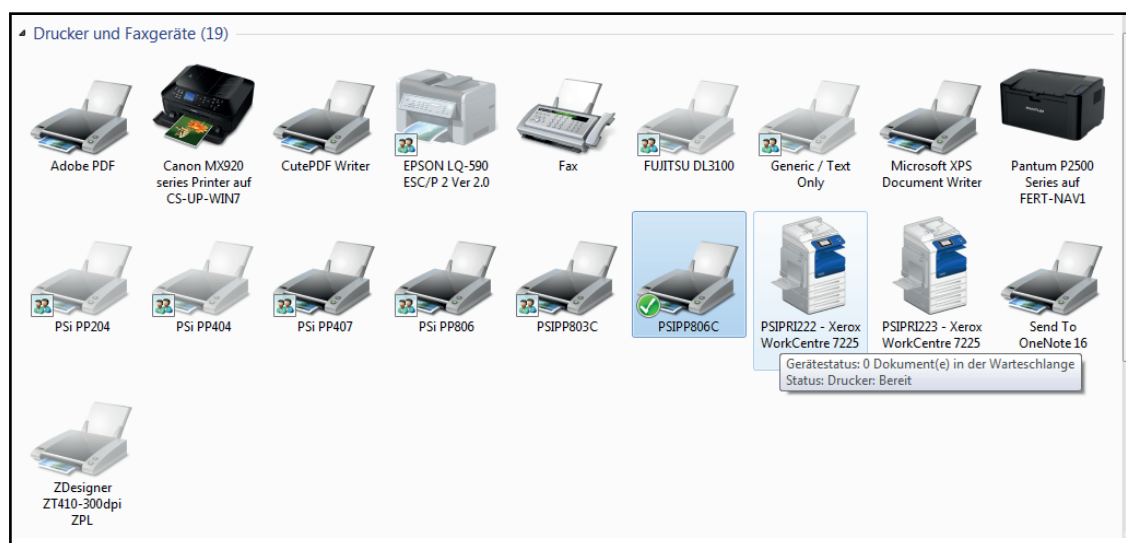 Drucker und Faxgeräte (19)
Adobe PDF
Canon MX920
series Printer auf
CS-UP-WIN7
CutePDF Writer
EPSON LQ-590
ESC/P 2 Ver 2.0
Fax
FUJITSU DL3100
Generic / Text
Only
Microsoft XPS
Document Writer
Pantum P2500
Series auf
FERT-NAV1
PSi PP204
PSi PP404
PSi PP407
PSi PP806
PSIPP803C
PSIPP806C
PSIPRI222 - Xerox
WorkCentre 7225
PSIPRI223 - Xerox
WorkCentre 7225
Send To
OneNote 16
Gerätestatus: 0 Dokument(e) in der Warteschlange
Status: Drucker: Bereit
ZDesigner
ZT410-300dpi
ZPL